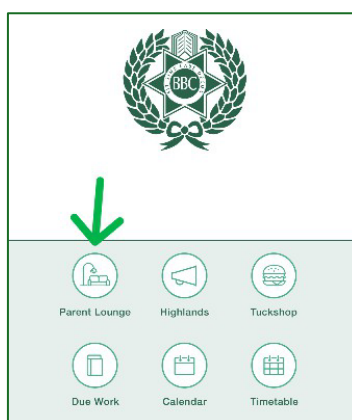 BBC
Parent Lounge Highlands Tuckshop
Due Work Calendar Timetable